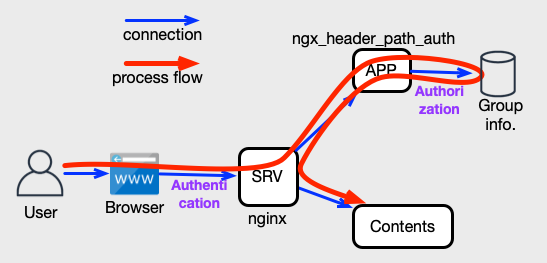 connection
process flow
ngx_header_path_auth
APP
Authori
zation
Group
info.
WWW
User
Browser
Authenti
cation
SRV
nginx
Contents